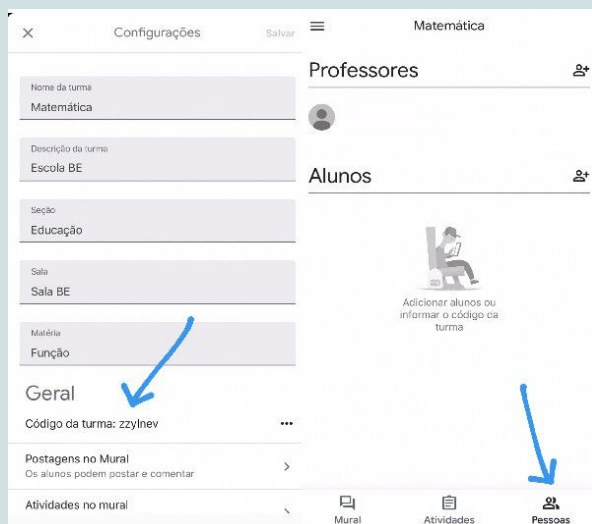 Configurações
Salvar
Nome da turma
Matemática
Descrição da turma
Escola BE
Seção
Educação
Sala
Sala BE
Matéria
Função
Geral
Código da turma: zzylnev
Postagens no Mural
Os alunos podem postar e comentar
Atividades no mural
Matemática
Professores
Alunos
Adicionar alunos ou
informar o código da
turma
Mural
Atividades
Pessoas